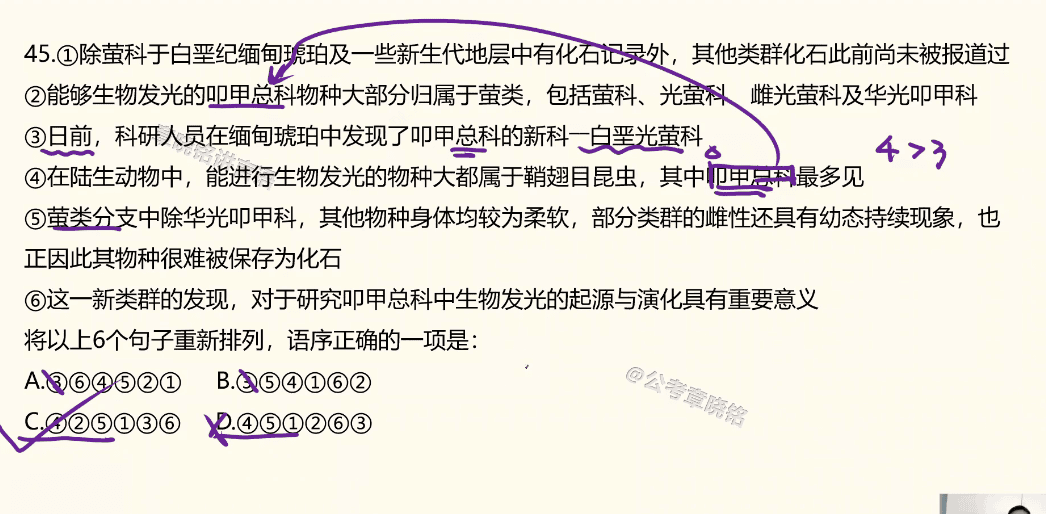 45.①除萤科于白垩纪缅甸琥珀及一些新生代地层中有化石记录外，其他类群化石此前尚未被报道过
②能够生物发光的叩甲总科物种大部分归属于萤类，包括萤科、光萤科、雌光萤科及华光叩甲科
③日前，科研人员在缅甸琥珀中发现了叩甲总科的新科—白垩光萤科
4>3
④在陆生动物中，能进行生物发光的物种大都属于鞘翅目昆虫，其中叩甲总科最多见
⑤萤类分支中除华光叩甲科，其他物种身体均较为柔软，部分类群的雌性还具有幼态持续现象，也
正因此其物种很难被保存为化石
⑥这一新类群的发现，对于研究叩甲总科中生物发光的起源与演化具有重要意义
将以上6个句子重新排列，语序正确的一项是：
A.③⑥④⑤②① B.③⑤④①⑥②
C.④②⑤①③⑥ D.④⑤①②⑥③
@公考章晓铭